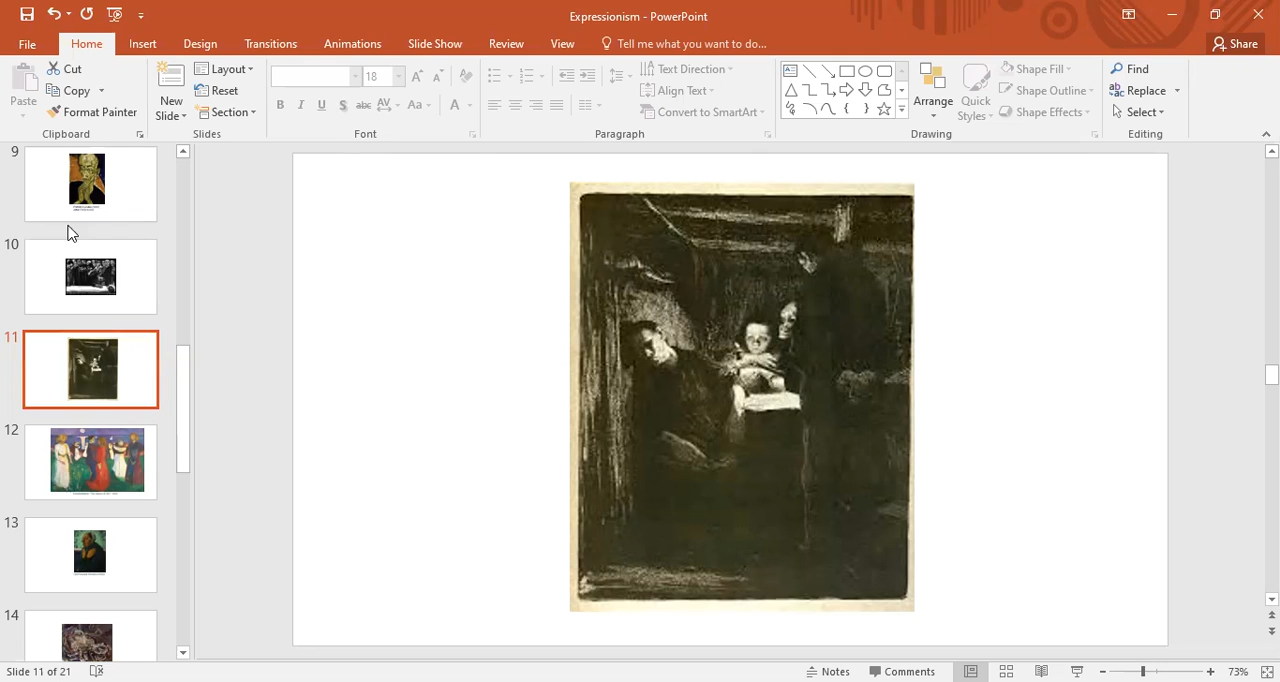 Expressionism - PowerPoint
File
Home
Insert
Design
Transitions
Animations
Slide Show
Review
View
Tell me what you want to do...
Share
Paste
Cut
Copy
Format Painter
Clipboard
New
Slide
Layout
Reset
Section
Slides
18
B I U S abc AV Aa A
Font
Text Direction
Align Text
Convert to SmartArt
Paragraph
Arrange
Quick
Styles
Shape Fill
Shape Outline
Shape Effects
Drawing
Find
Replace
Select
Editing
9
10
11
12
13
14
Slide 11 of 21
Notes
Comments
73%